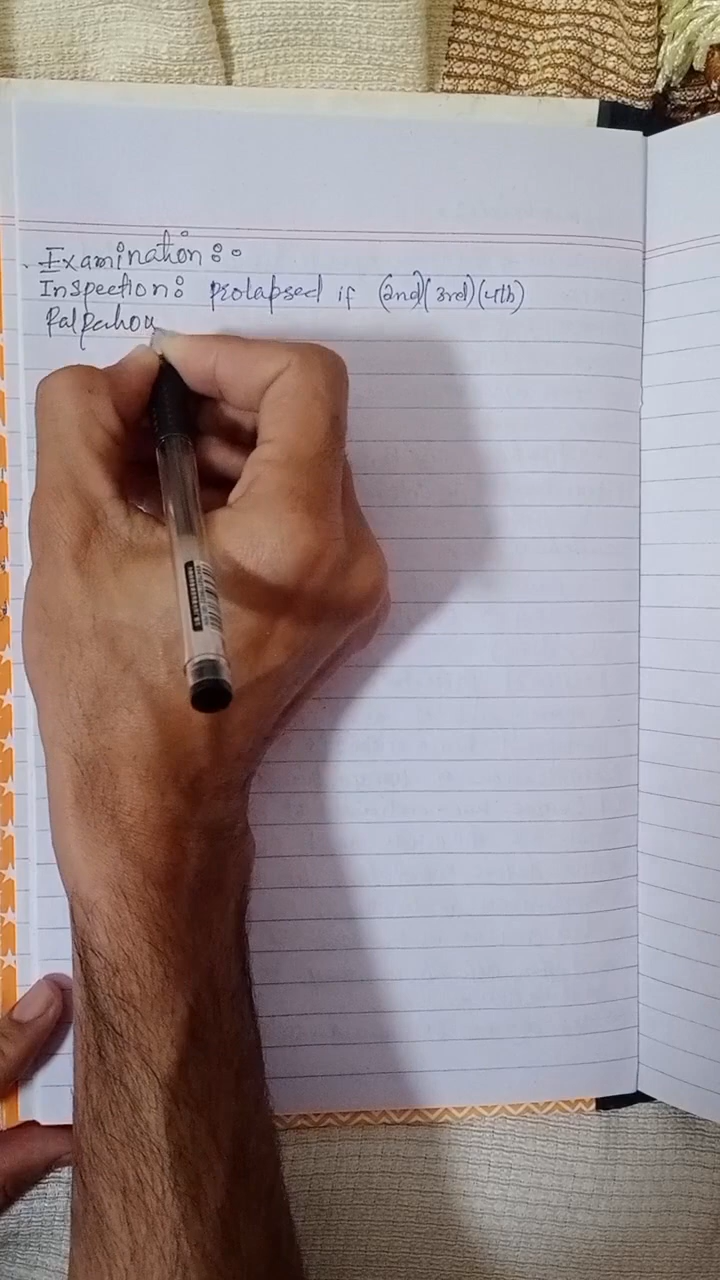 Examination:-
Inspection: prolapsed if (2nd)(3rd)(4th)
Palpation